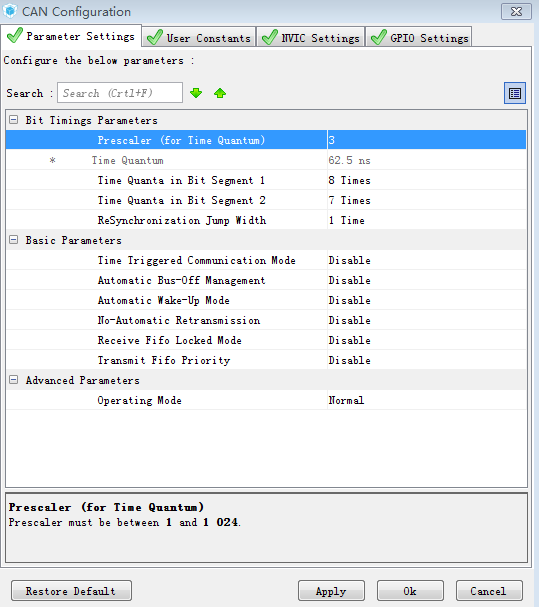 CAN Configuration
Parameter Settings User Constants NVIC Settings GPIO Settings
Configure the below parameters :
Search : Search (Crtl+F)
Bit Timings Parameters
Prescaler (for Time Quantum) 3
* Time Quantum 62.5 ns
Time Quanta in Bit Segment 1 8 Times
Time Quanta in Bit Segment 2 7 Times
ReSynchronization Jump Width 1 Time
Basic Parameters
Time Triggered Communication Mode Disable
Automatic Bus-Off Management Disable
Automatic Wake-Up Mode Disable
No-Automatic Retransmission Disable
Receive Fifo Locked Mode Disable
Transmit Fifo Priority Disable
Advanced Parameters
Operating Mode Normal
Prescaler (for Time Quantum)
Prescaler must be between 1 and 1 024.
Restore Default Apply Ok Cancel